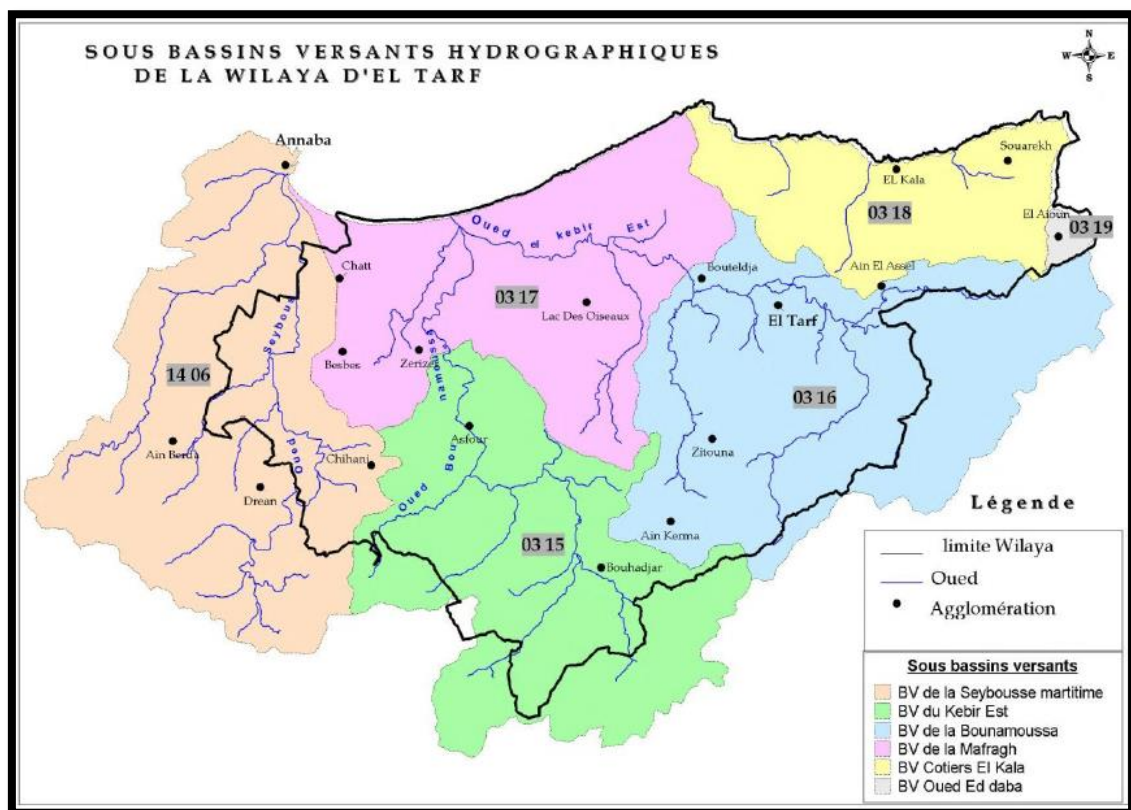 SOUS BASSINS VERSANTS HYDROGRAPHIQUES
DE LA WILAYA D'EL TARF
N
W E
S
Annaba
Souarekh
EL Kala
03 18
El Aioun
03 19
Oued el kebir Est
Chatt
Bouteldja
Ain El Assel
03 17
Lac Des Oiseaux
El Tarf
Seybous
Besbes
Zerize
namoussa
14 06
03 16
Asfour
Ain Berda
Zitouna
Oued
Chihani
Bou
Drean
Oued
Ain Kerma
03 15
Bouhadjar
Légende
limite Wilaya
Oued
Agglomération
Sous bassins versants
BV de la Seybousse martitime
BV du Kebir Est
BV de la Bounamoussa
BV de la Mafragh
BV Cotiers El Kala
BV Oued Ed daba